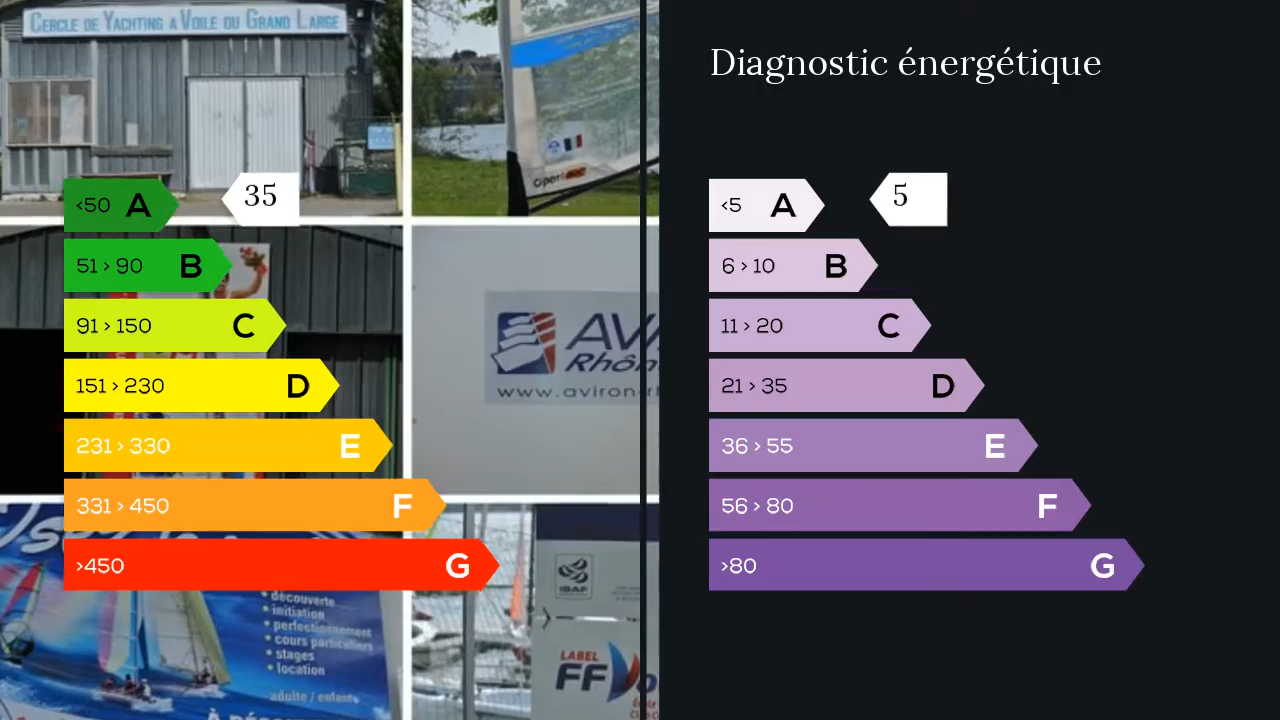 CERCLE DE YACHTING A VOILE DU GRAND LARGE
Diagnostic énergétique
<50 A
35
51 > 90 B
91 > 150 C
151 > 230 D
231 > 330 E
331 > 450 F
>450 G
<5 A
5
6 > 10 B
11 > 20 C
21 > 35 D
36 > 55 E
56 > 80 F
>80 G
www.aviron-
• découverte
• initiation
• perfectionnement
• cours particuliers
• stages
• location
adulte / enfants
ISAF
LABEL
FF